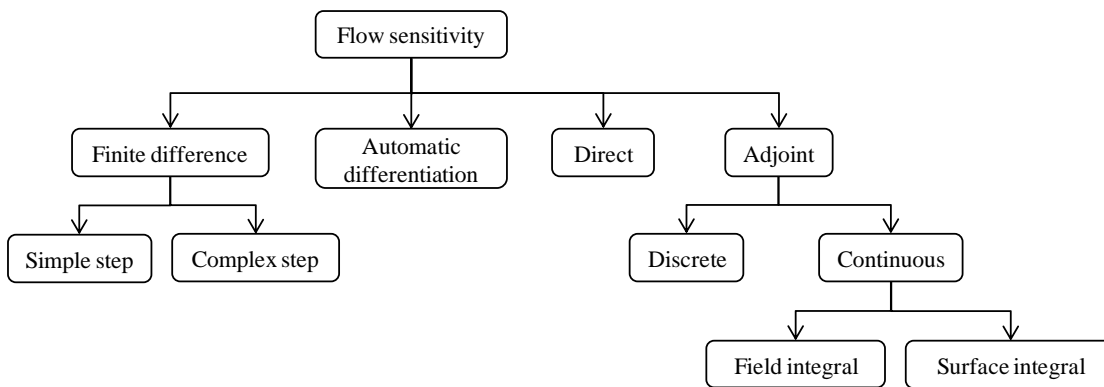 Flow sensitivity
Finite difference
Automatic
differentiation
Direct
Adjoint
Simple step
Complex step
Discrete
Continuous
Field integral
Surface integral